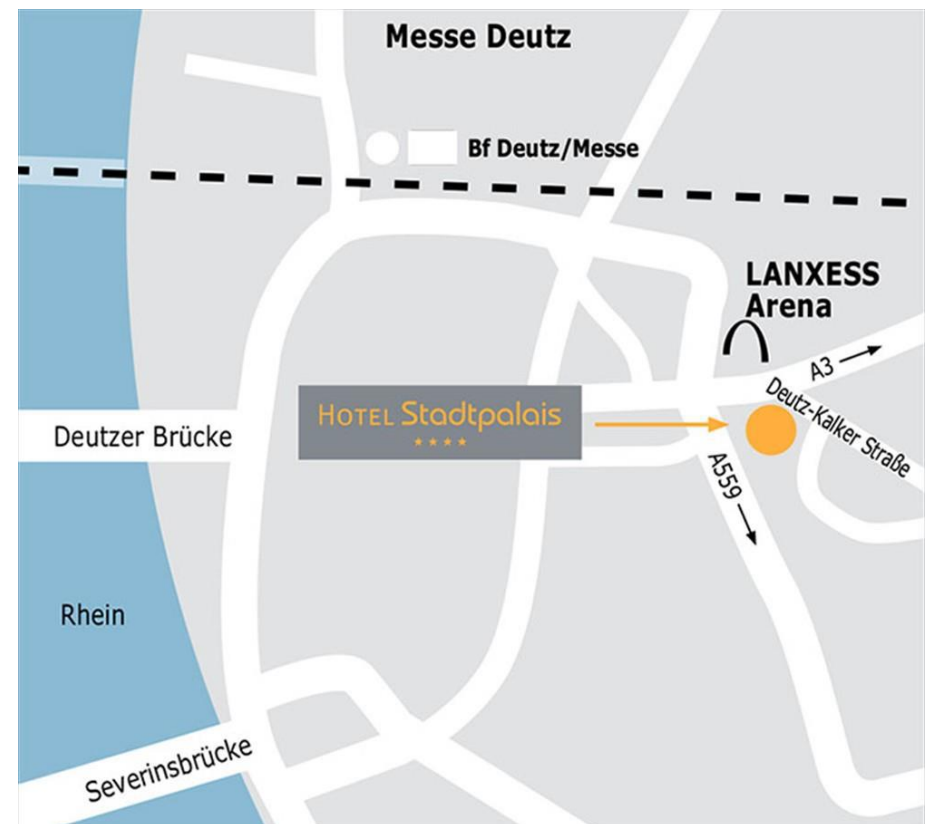 Messe Deutz
Bf Deutz/Messe
LANXESS
Arena
A3
Deutz-Kalker Straße
HOTEL Stadtpalais
Deutzer Brücke
A559
Rhein
Severinsbrücke